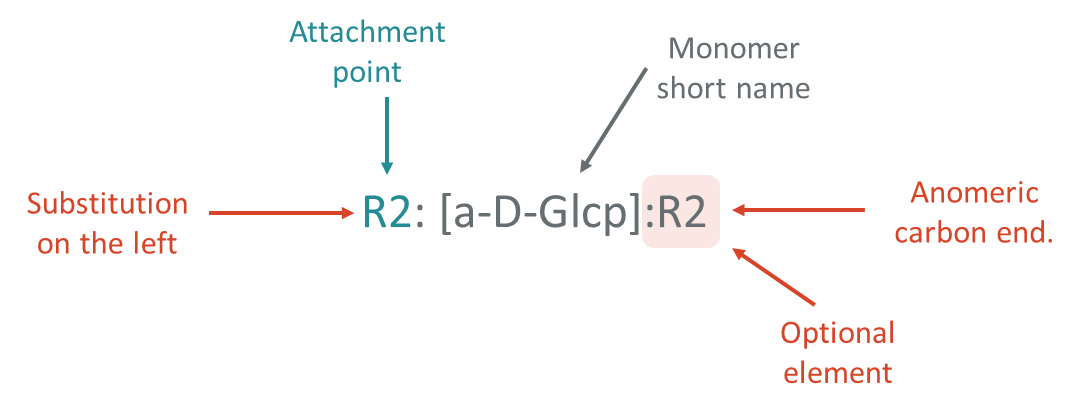 Attachment
point
Monomer
short name
Substitution
on the left
R2: [a-D-Glcp]:R2
Anomeric
carbon end.
Optional
element